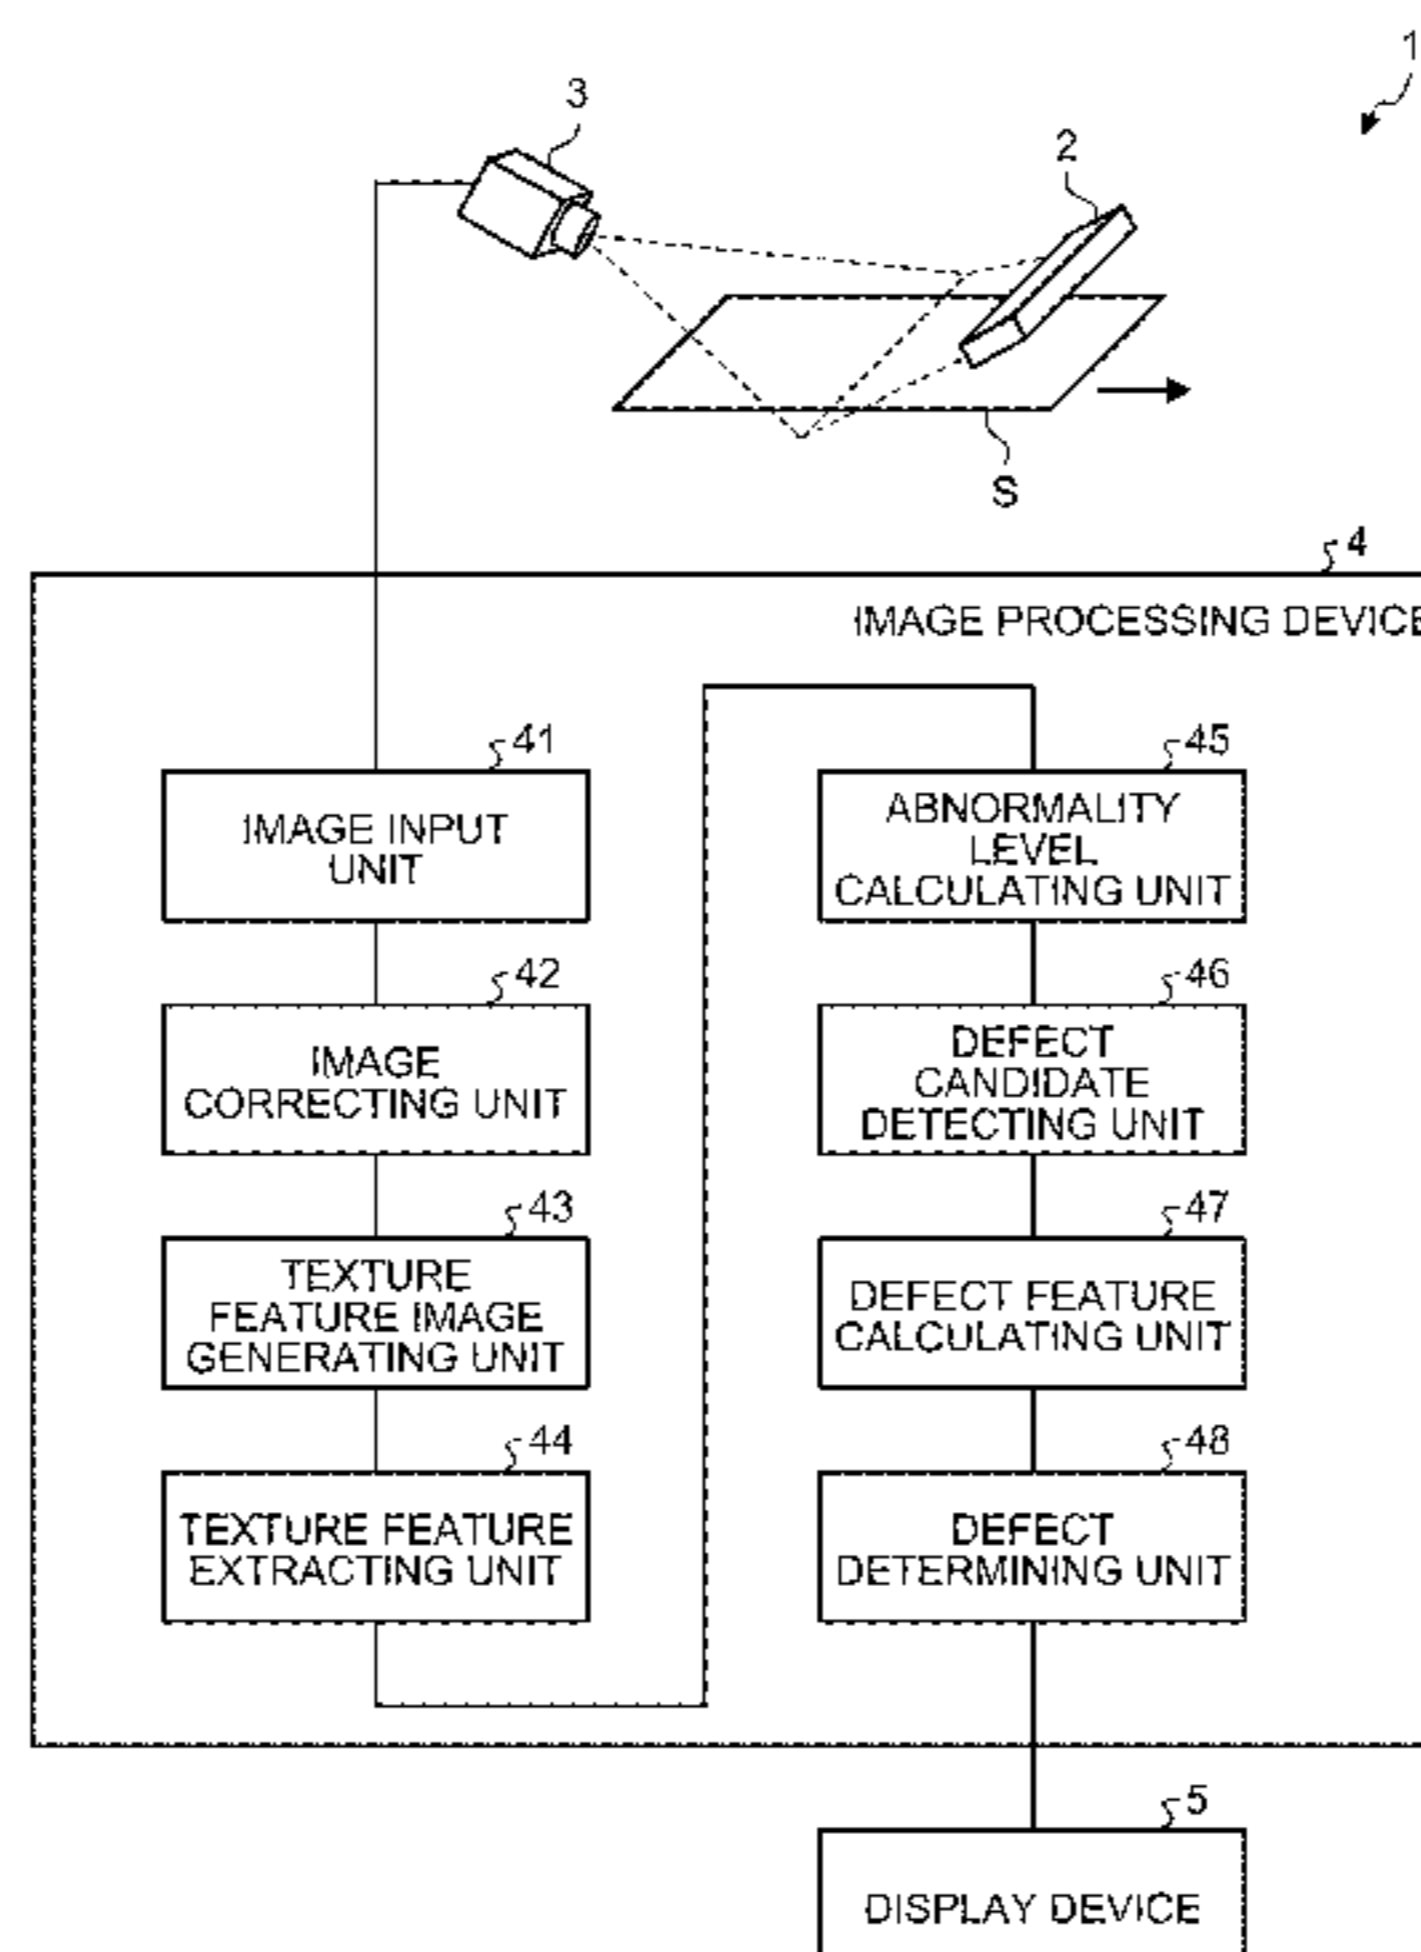 1
3
2
S
4
IMAGE PROCESSING DEVICE
41
IMAGE INPUT
UNIT
42
IMAGE
CORRECTING UNIT
43
TEXTURE
FEATURE IMAGE
GENERATING UNIT
44
TEXTURE FEATURE
EXTRACTING UNIT
45
ABNORMALITY
LEVEL
CALCULATING UNIT
46
DEFECT
CANDIDATE
DETECTING UNIT
47
DEFECT FEATURE
CALCULATING UNIT
48
DEFECT
DETERMINING UNIT
5
DISPLAY DEVICE